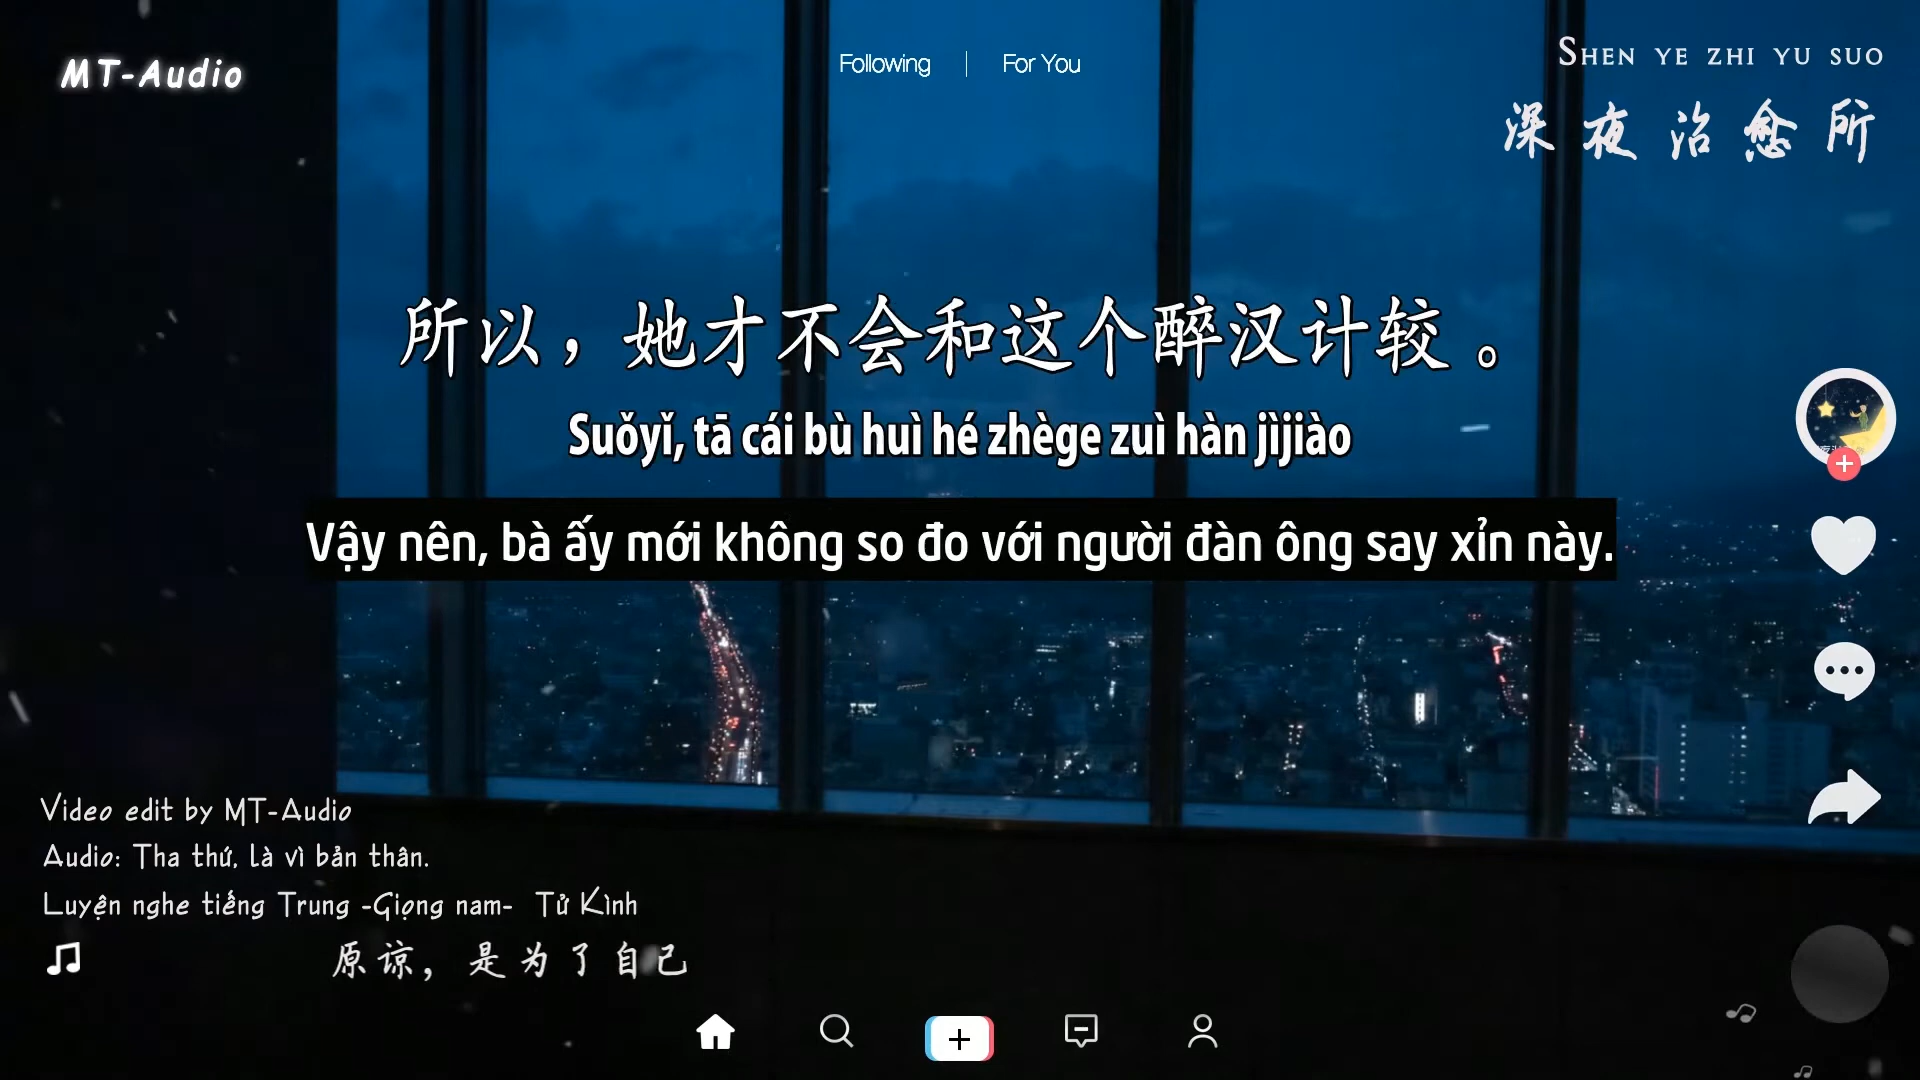 MT-Audio
Following | For You
Shen ye zhi yu suo
深夜治愈所
所以，她才不会和这个醉汉计较。
Suǒyǐ, tā cái bù huì hé zhège zuì hàn jìjiào
Vậy nên, bà ấy mới không so đo với người đàn ông say xỉn này.
Video edit by MT-Audio
Audio: Tha thứ, là vì bản thân.
Luyện nghe tiếng Trung -Giọng nam- Tử Kình
原谅，是为了自己